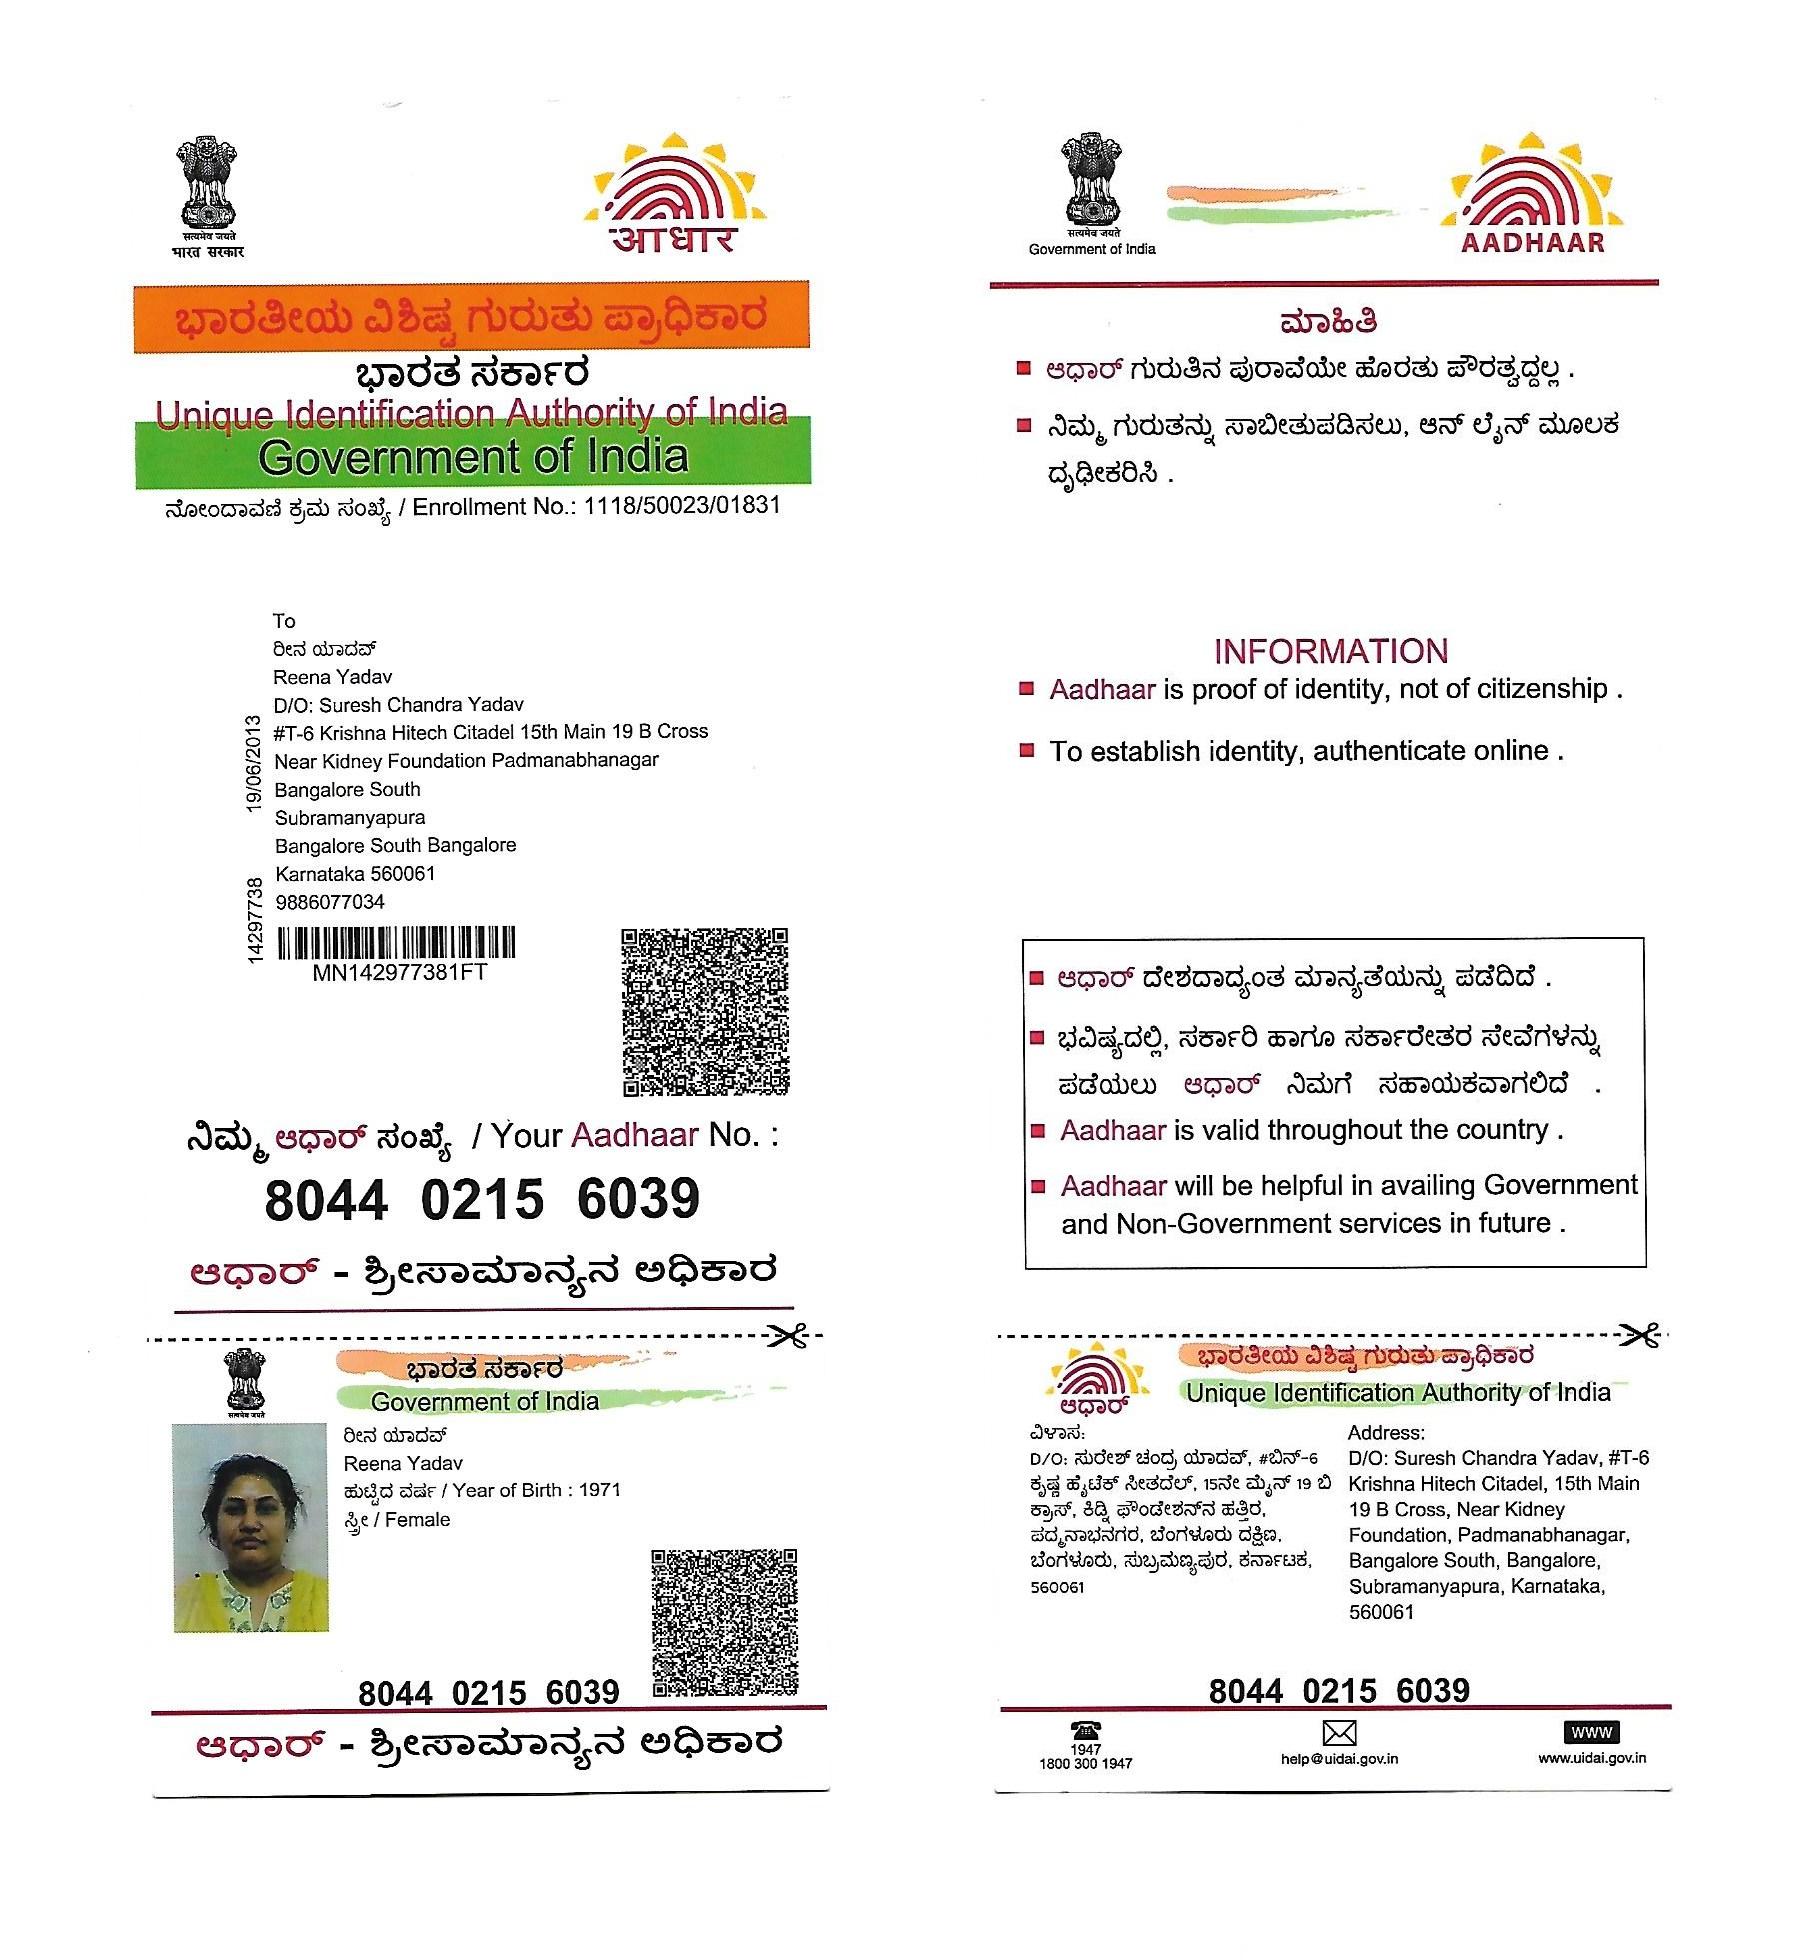 सत्यमेव जयते
भारत सरकार
आधार
ಭಾರತೀಯ ವಿಶಿಷ್ಟ ಗುರುತು ಪ್ರಾಧಿಕಾರ
ಭಾರತ ಸರ್ಕಾರ
Unique Identification Authority of India
Government of India
ನೋಂದಾವಣಿ ಕ್ರಮ ಸಂಖ್ಯೆ / Enrollment No.: 1118/50023/01831
To
ರೀನ ಯಾದವ್
Reena Yadav
D/O: Suresh Chandra Yadav
#T-6 Krishna Hitech Citadel 15th Main 19 B Cross
Near Kidney Foundation Padmanabhanagar
Bangalore South
Subramanyapura
Bangalore South Bangalore
Karnataka 560061
9886077034
19/06/2013
14297738
MN142977381FT
ನಿಮ್ಮ ಆಧಾರ್ ಸಂಖ್ಯೆ / Your Aadhaar No. :
8044 0215 6039
ಆಧಾರ್ - ಶ್ರೀಸಾಮಾನ್ಯನ ಅಧಿಕಾರ
सत्यमेव जयते
ಭಾರತ ಸರ್ಕಾರ
Government of India
ರೀನ ಯಾದವ್
Reena Yadav
ಹುಟ್ಟಿದ ವರ್ಷ / Year of Birth : 1971
ಸ್ತ್ರೀ / Female
8044 0215 6039
ಆಧಾರ್ - ಶ್ರೀಸಾಮಾನ್ಯನ ಅಧಿಕಾರ
सत्यमेव जयते
Government of India
AADHAAR
ಮಾಹಿತಿ
ಆಧಾರ್ ಗುರುತಿನ ಪುರಾವೆಯೇ ಹೊರತು ಪೌರತ್ವದ್ದಲ್ಲ .
ನಿಮ್ಮ ಗುರುತನ್ನು ಸಾಬೀತುಪಡಿಸಲು, ಆನ್ ಲೈನ್ ಮೂಲಕ
ದೃಢೀಕರಿಸಿ .
INFORMATION
Aadhaar is proof of identity, not of citizenship .
To establish identity, authenticate online .
ಆಧಾರ್ ದೇಶದಾದ್ಯಂತ ಮಾನ್ಯತೆಯನ್ನು ಪಡೆದಿದೆ .
ಭವಿಷ್ಯದಲ್ಲಿ, ಸರ್ಕಾರಿ ಹಾಗೂ ಸರ್ಕಾರೇತರ ಸೇವೆಗಳನ್ನು
ಪಡೆಯಲು ಆಧಾರ್ ನಿಮಗೆ ಸಹಾಯಕವಾಗಲಿದೆ .
Aadhaar is valid throughout the country .
Aadhaar will be helpful in availing Government
and Non-Government services in future .
ಆಧಾರ್
ಭಾರತೀಯ ವಿಶಿಷ್ಟ ಗುರುತು ಪ್ರಾಧಿಕಾರ
Unique Identification Authority of India
ವಿಳಾಸ:
D/O: ಸುರೇಶ್ ಚಂದ್ರ ಯಾದವ್, #ಬಿನ್-6
ಕೃಷ್ಣ ಹೈಟೆಕ್ ಸೀತದೆಲ್, 15ನೇ ಮೈನ್ 19 ಬಿ
ಕ್ರಾಸ್, ಕಿಡ್ನಿ ಫೌಂಡೇಶನ್‌ನ ಹತ್ತಿರ,
ಪದ್ಮನಾಭನಗರ, ಬೆಂಗಳೂರು ದಕ್ಷಿಣ,
ಬೆಂಗಳೂರು, ಸುಬ್ರಮಣ್ಯಪುರ, ಕರ್ನಾಟಕ,
560061
Address:
D/O: Suresh Chandra Yadav, #T-6
Krishna Hitech Citadel, 15th Main
19 B Cross, Near Kidney
Foundation, Padmanabhanagar,
Bangalore South, Bangalore,
Subramanyapura, Karnataka,
560061
8044 0215 6039
1947
1800 300 1947
help@uidai.gov.in
www
www.uidai.gov.in